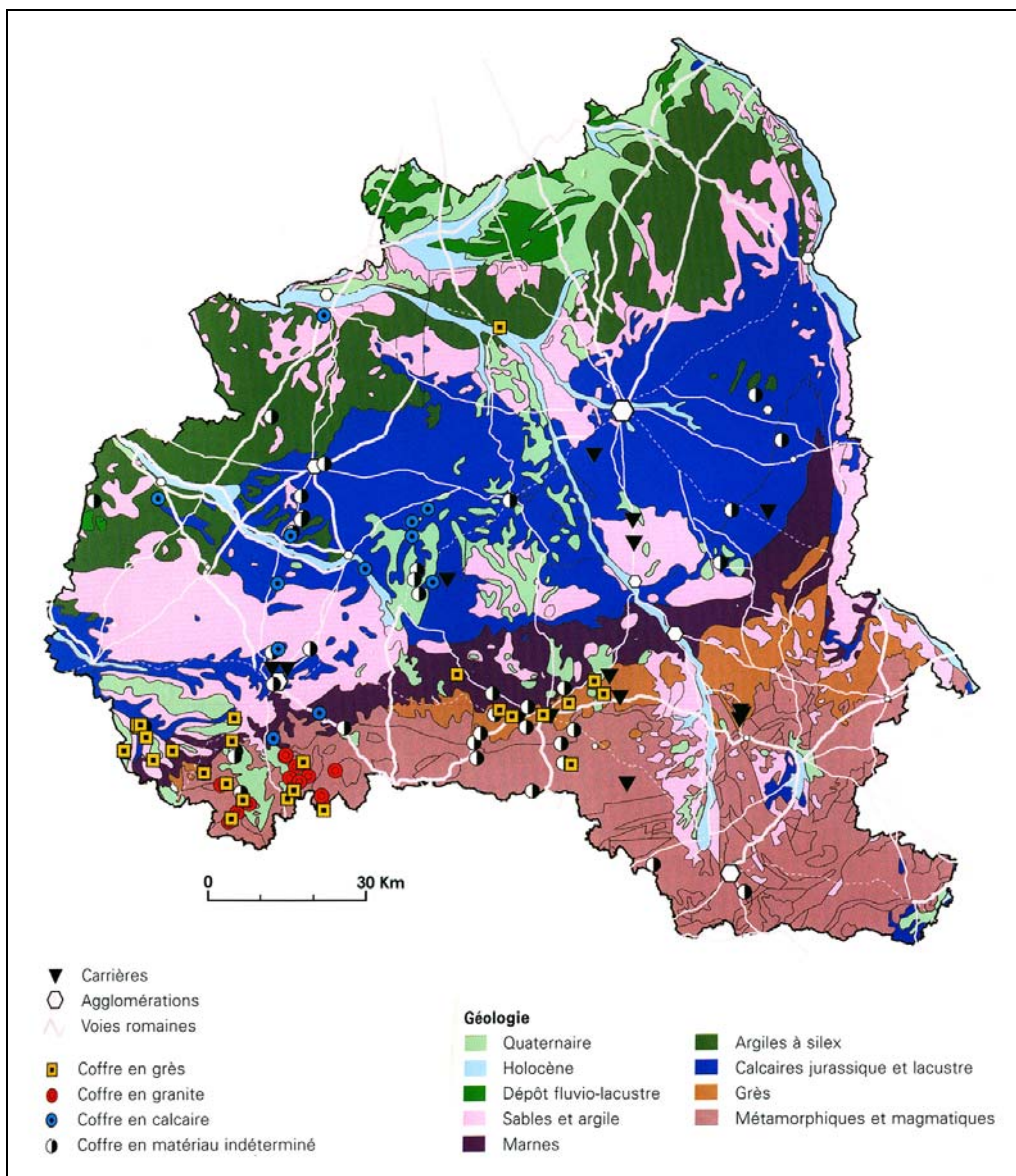 0 30 Km
Carrières
Agglomérations
Voies romaines
Coffre en grès
Coffre en granite
Coffre en calcaire
Coffre en matériau indéterminé
Géologie
Quaternaire
Holocène
Dépôt fluvio-lacustre
Sables et argile
Marnes
Argiles à silex
Calcaires jurassique et lacustre
Grès
Métamorphiques et magmatiques